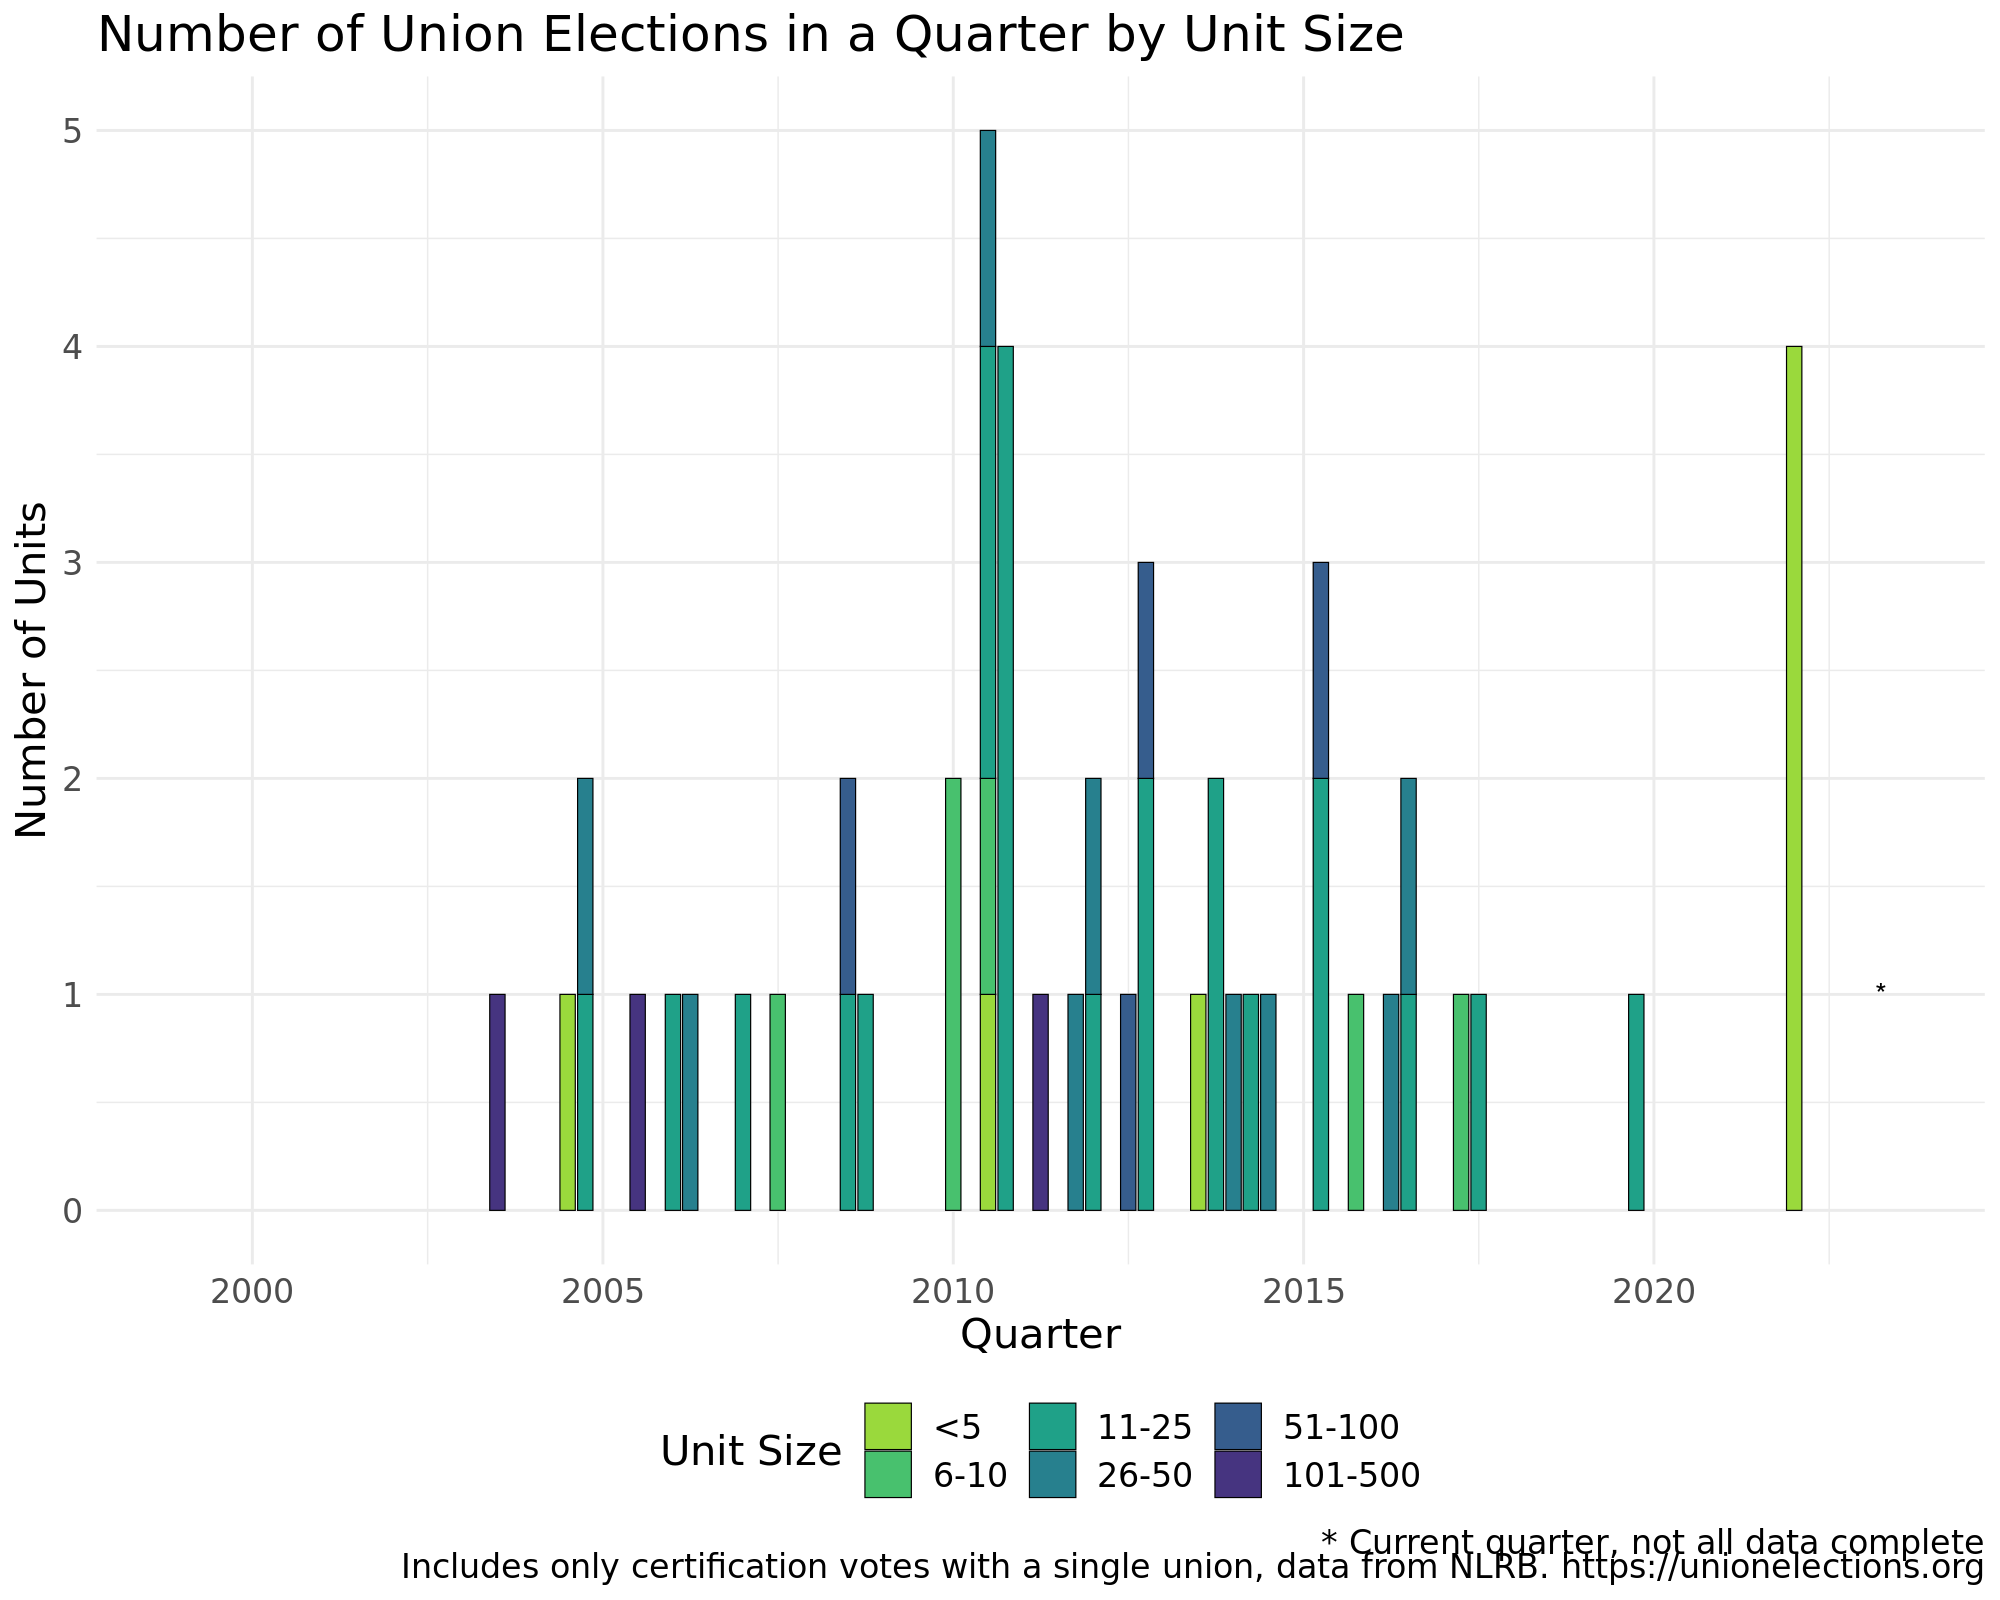 Number of Union Elections in a Quarter by Unit Size
Number of Units
5
4
3
2
1
0
*
2000 2005 2010 2015 2020
Quarter
Unit Size
<5 11-25 51-100
6-10 26-50 101-500
* Current quarter, not all data complete
Includes only certification votes with a single union, data from NLRB. https://unionelections.org